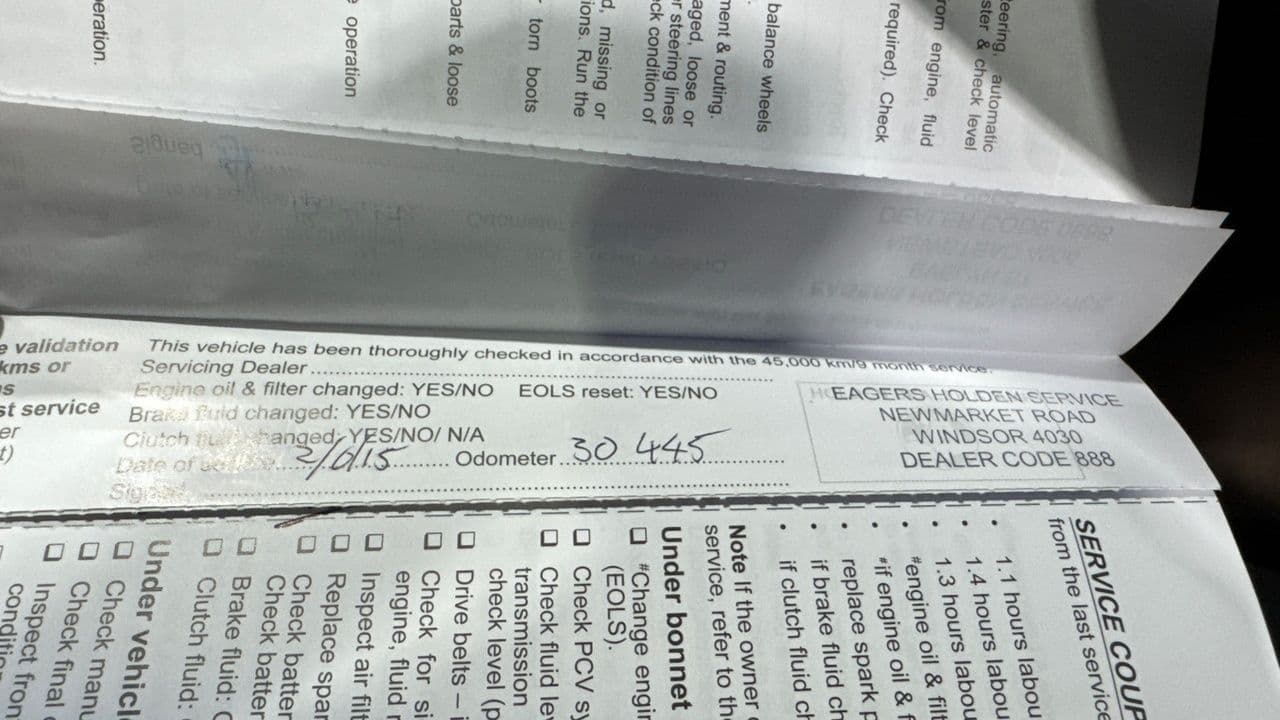 teering, automatic
ster & check level
rom engine, fluid
required). Check
balance wheels
ment & routing.
aged, loose or
er steering lines
ck condition of
d, missing or
ions. Run the
torn boots
parts & loose
e operation
eration.
e validation
kms or
st service
er
t)
This vehicle has been thoroughly checked in accordance with the 45,000 km/9 month service.
Servicing Dealer
Engine oil & filter changed: YES/NO EOLS reset: YES/NO
Brake fluid changed: YES/NO
Clutch changed: YES/NO/ N/A
Date of 15 Odometer 30 445
Signed
EAGERS HOLDEN SERVICE
NEWMARKET ROAD
WINDSOR 4030
DEALER CODE 888
SERVICE COUP
from the last service
• 1.1 hours labou
• 1.4 hours labou
• 1.3 hours labou
• #engine oil & filt
• #if engine oil & f
• replace spark p
• if brake fluid ch
• if clutch fluid ch
Note If the owner
service, refer to th
Under bonnet
#Change engin
(EOLS).
Check PCV sy
Check fluid lev
transmission
check level (p
Drive belts – i
Check for si
engine, fluid r
Inspect air filt
Replace spar
Check batter
Check batter
Brake fluid: C
Clutch fluid:
Under vehicl
Check manu
Check final
Inspect fron
condition